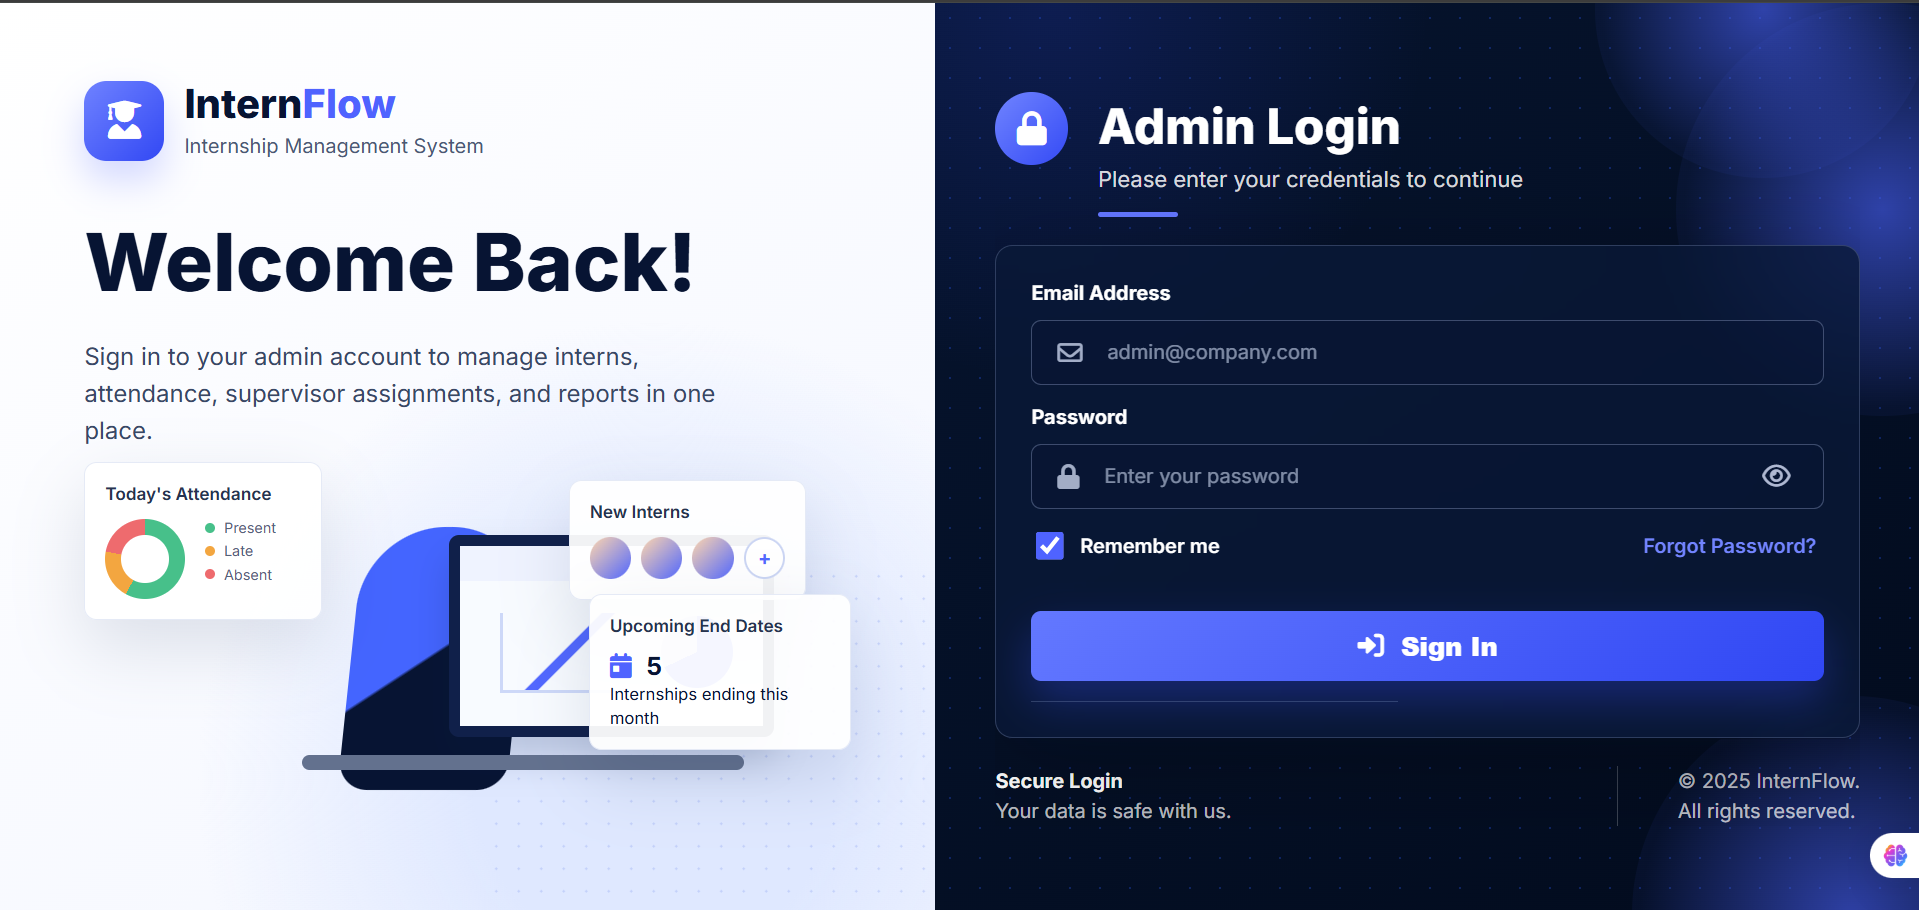 InternFlow
Internship Management System
Welcome Back!
Sign in to your admin account to manage interns,
attendance, supervisor assignments, and reports in one
place.
Today's Attendance
Present
Late
Absent
New Interns
+
Upcoming End Dates
5
Internships ending this
month
Admin Login
Please enter your credentials to continue
Email Address
admin@company.com
Password
Enter your password
Remember me
Forgot Password?
Sign In
Secure Login
Your data is safe with us.
© 2025 InternFlow.
All rights reserved.